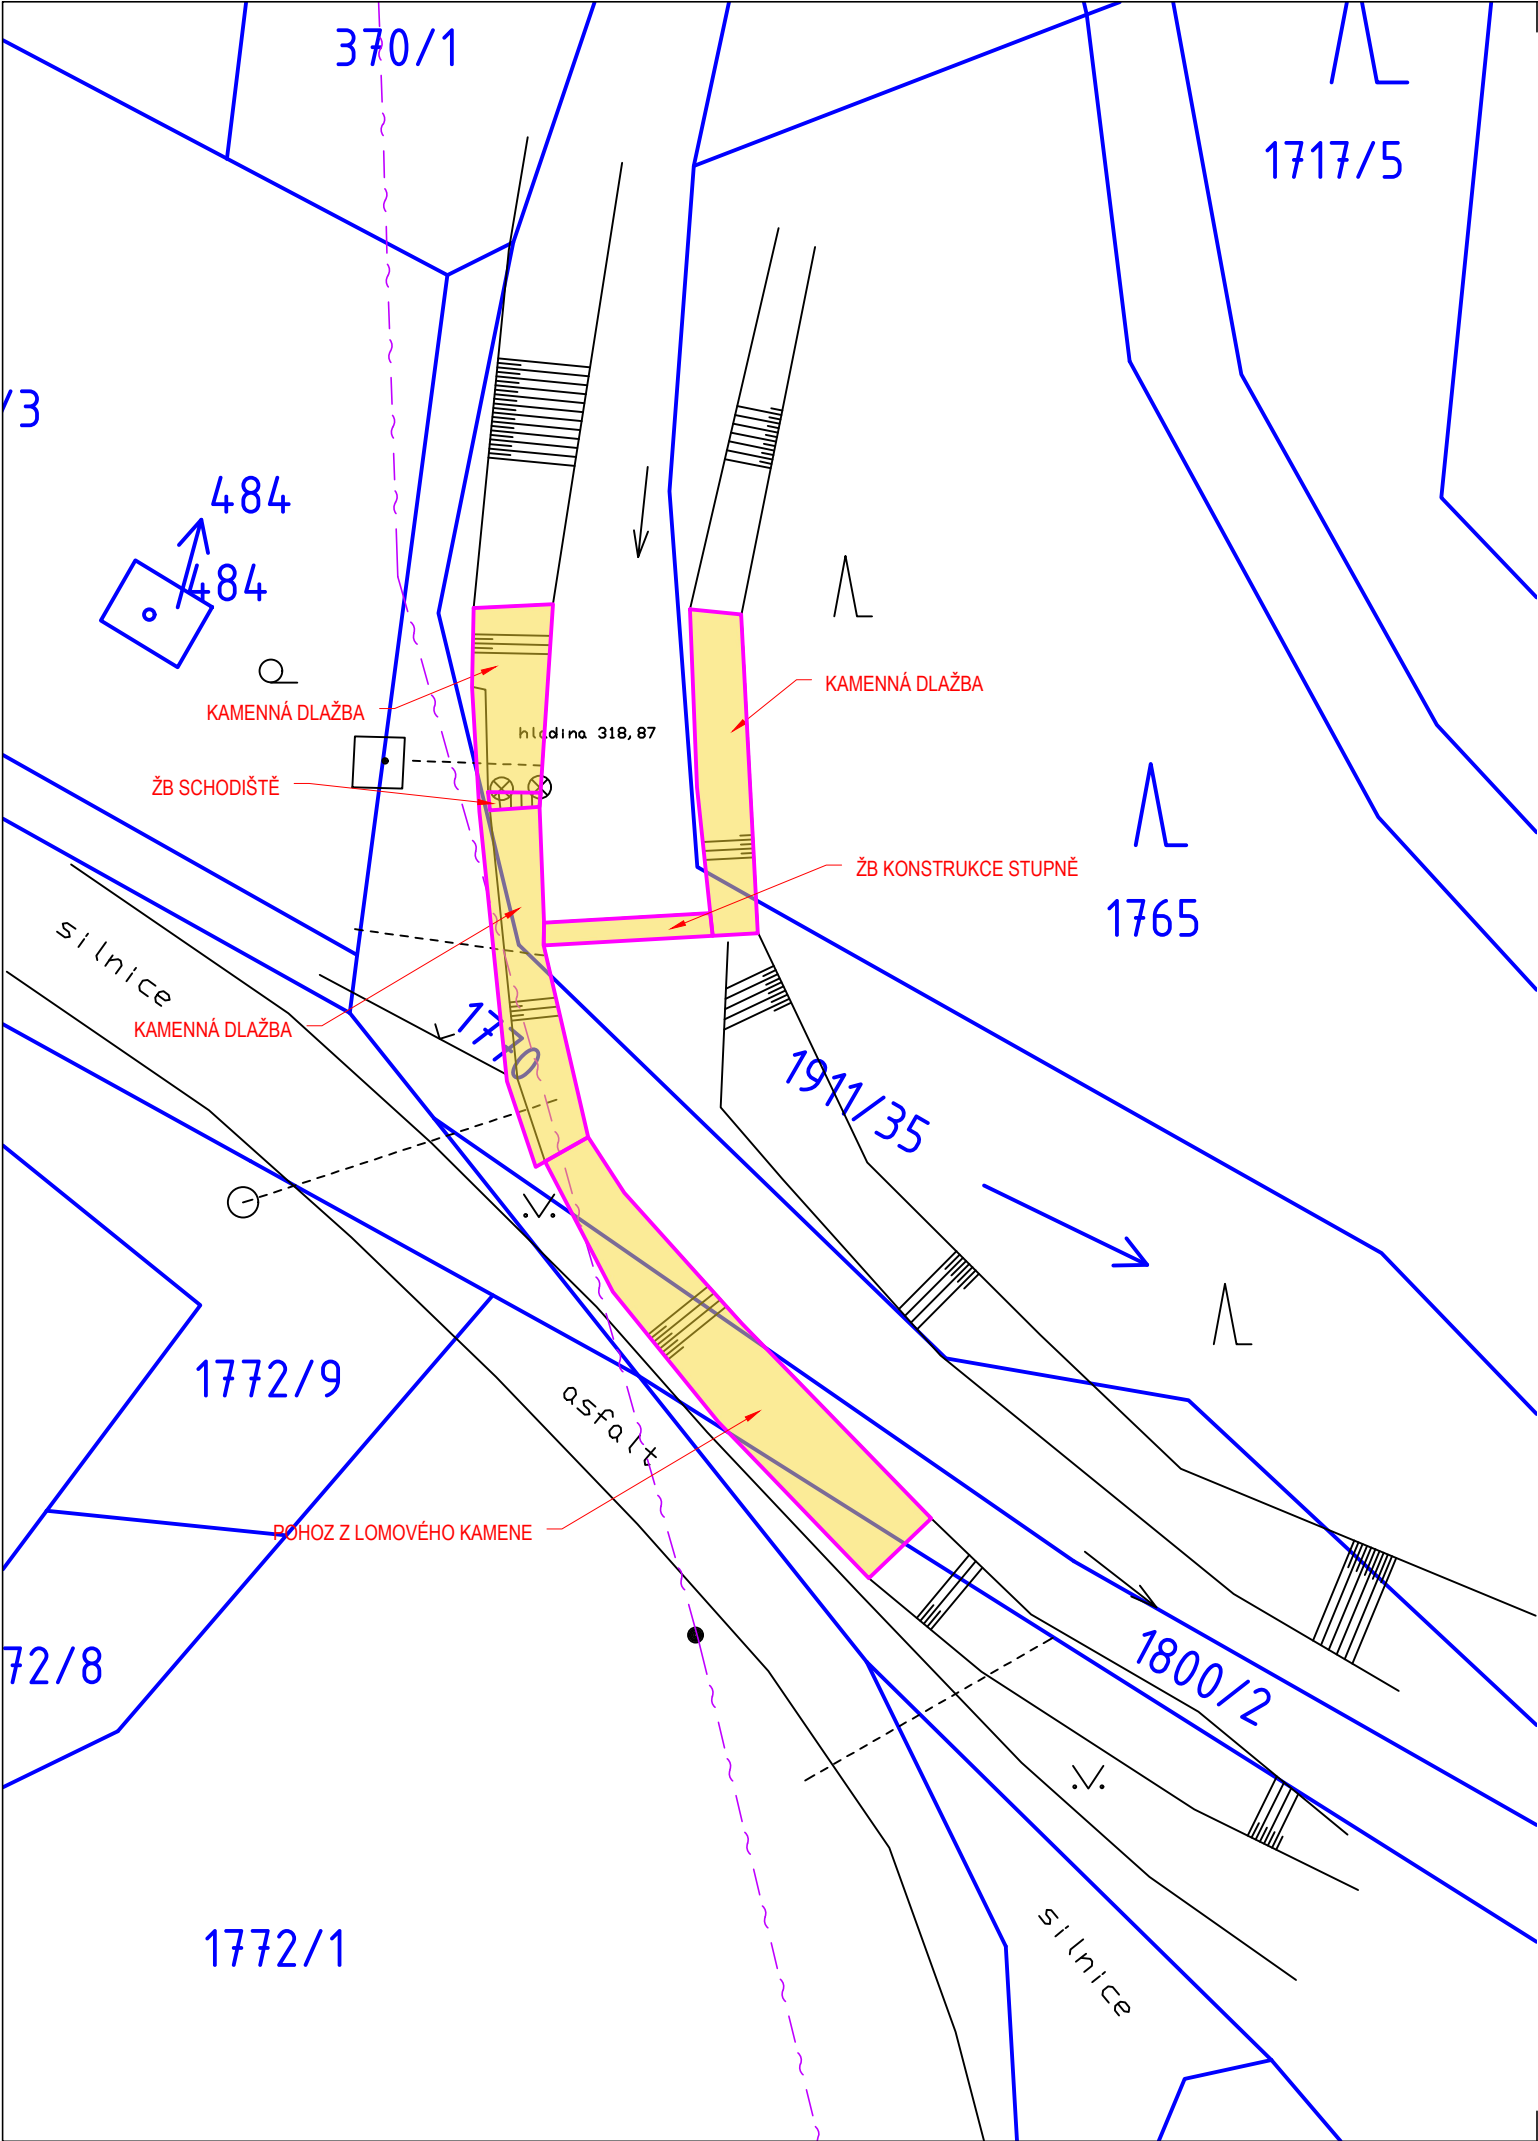 370/1
1717/5
/3
484
484
KAMENNÁ DLAŽBA
KAMENNÁ DLAŽBA
hladina 318,87
ŽB SCHODIŠTĚ
ŽB KONSTRUKCE STUPNĚ
1765
silnice
KAMENNÁ DLAŽBA
1770
1911/35
1772/9
asfalt
POHOZ Z LOMOVÉHO KAMENE
72/8
1800/2
1772/1
silnice